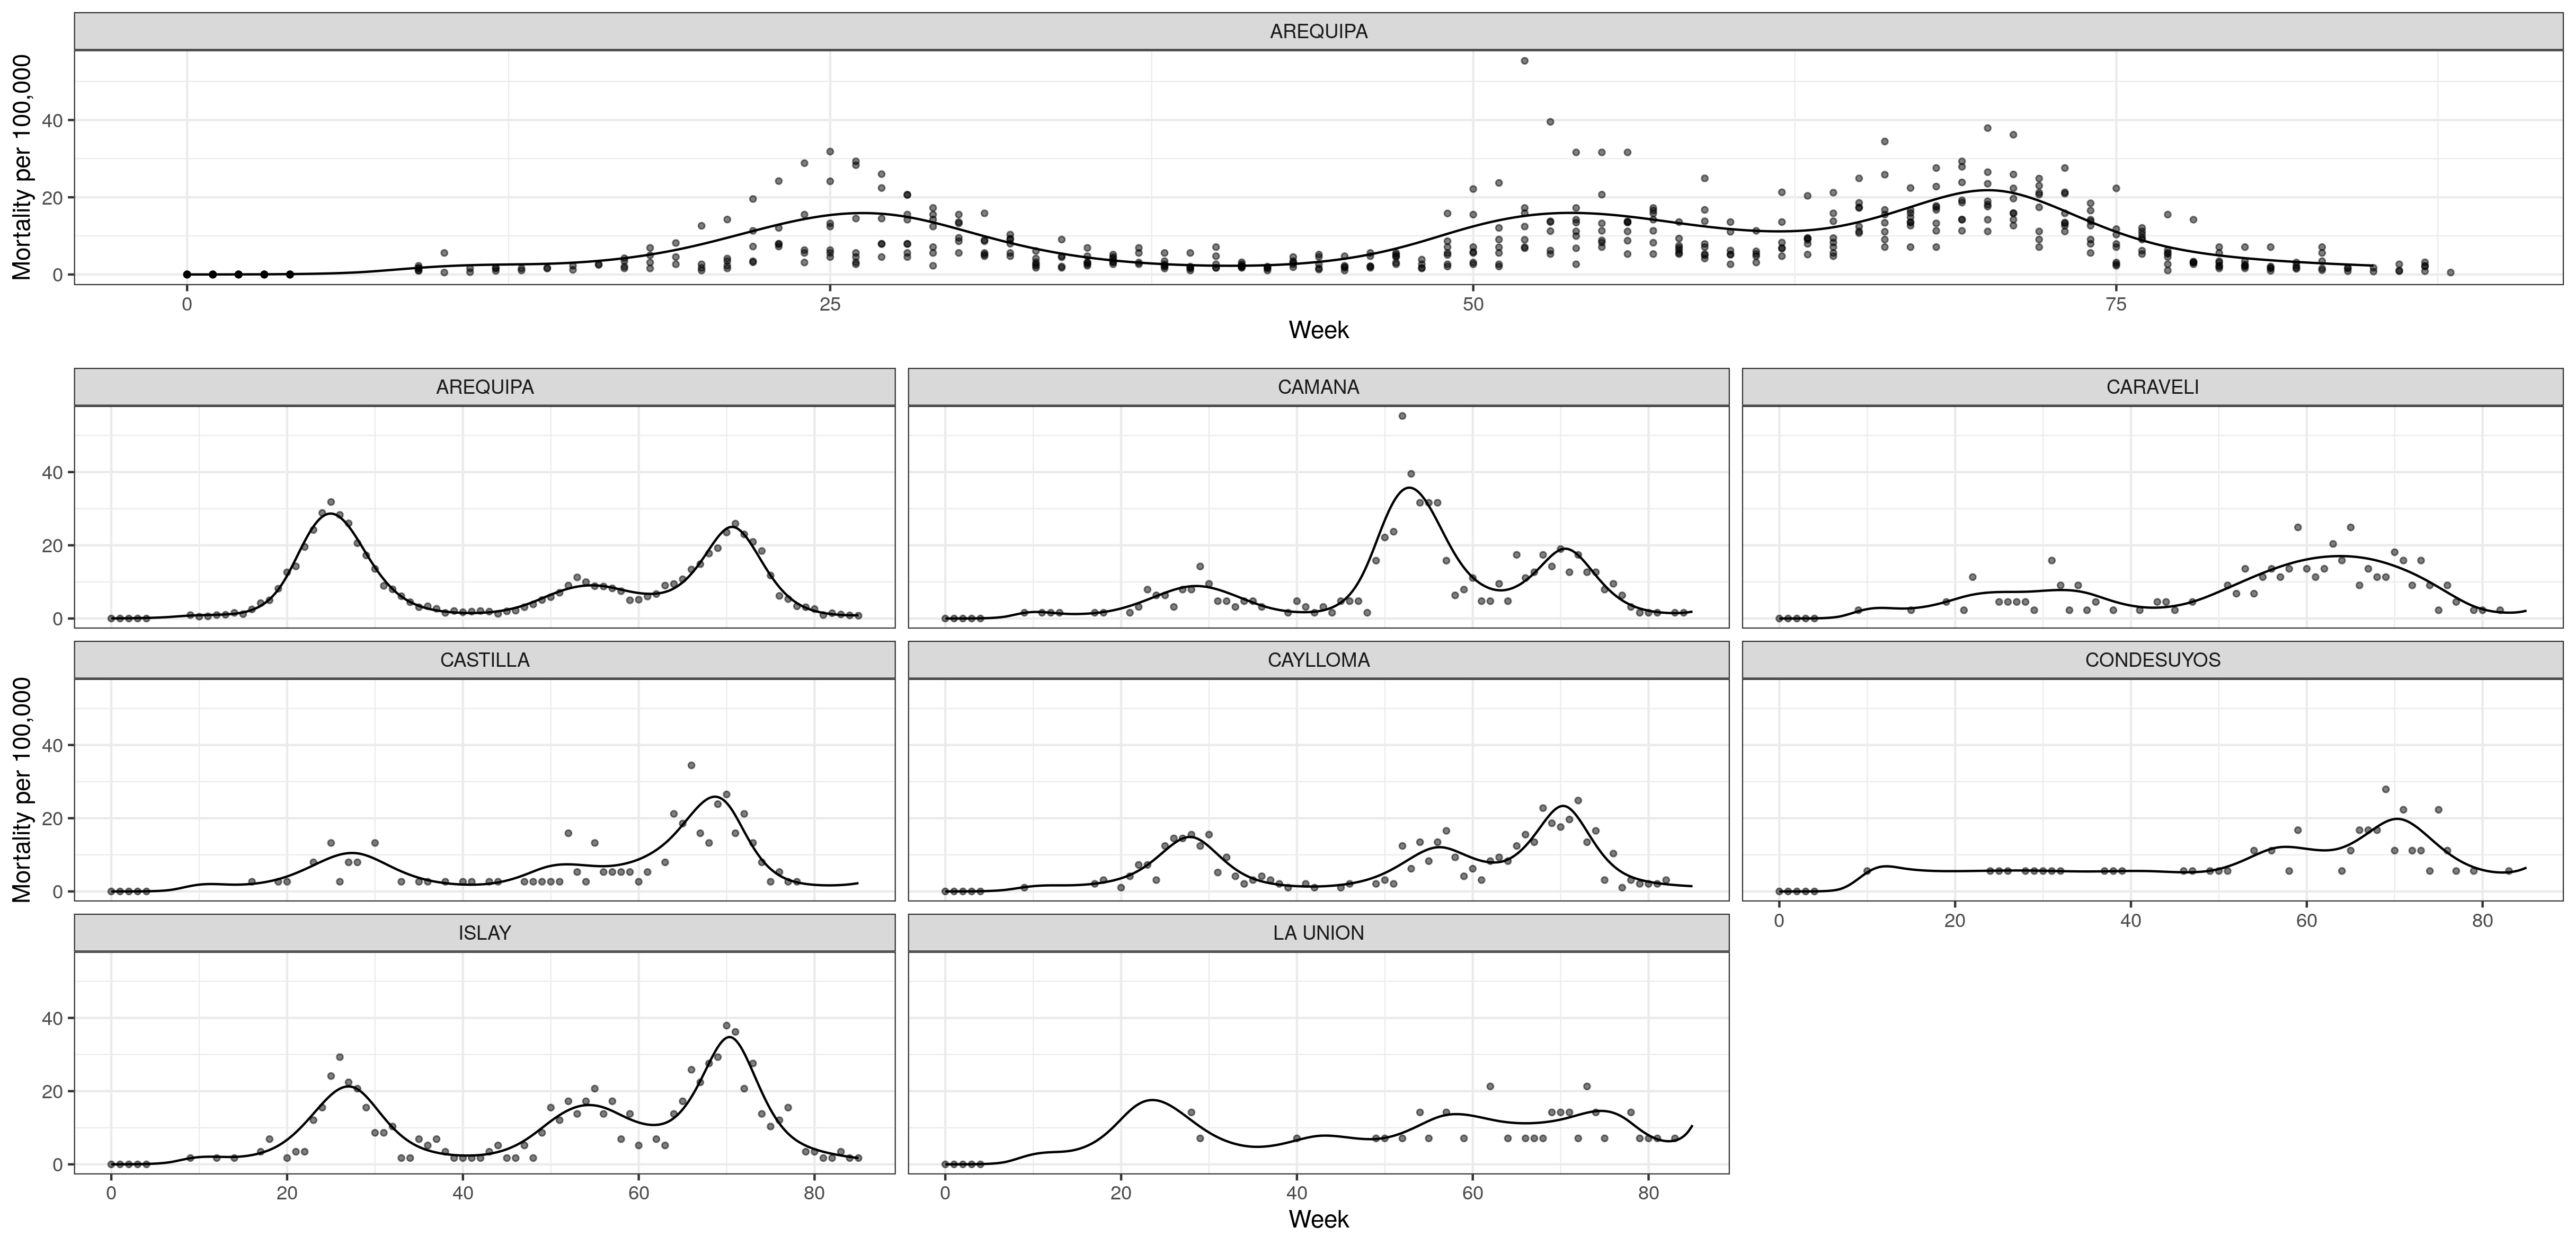 AREQUIPA
Mortality per 100,000
40
20
0
0 25 50 75
Week
AREQUIPA CAMANA CARAVELI
40
20
0
CASTILLA CAYLLOMA CONDESUYOS
Mortality per 100,000
40
20
0
0 20 40 60 80
ISLAY LA UNION
40
20
0
0 20 40 60 80 0 20 40 60 80
Week